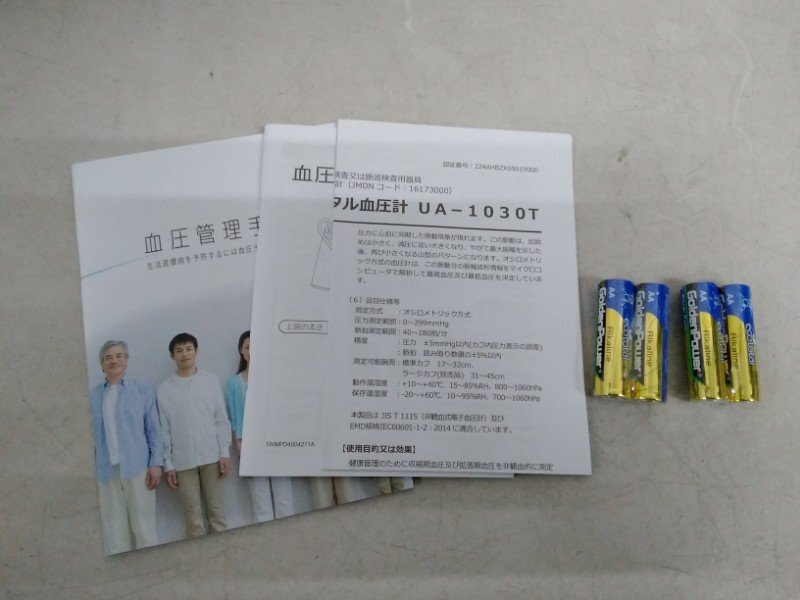 血圧管理手
生活習慣病を予防するには血圧
血圧
上腕の太さ:
1WMPD4004211A
認証番号:224AHBZX00019000
検査又は脈波検査用器具
計(JMDNコード:16173000)
タル血圧計 UA-1030T
圧力に心拍に同期した脈動現象が現れます。この脈動は、出始
めは小さく、減圧に従い大きくなり、やがて最大振幅を示した
後、再び小さくなる山型のパターンになります。オシロメトリッ
ク方式の血圧計は、この脈動分の振幅波形情報をマイクロコ
ンピュータで解析して最高血圧及び最低血圧を決定していま
す。
(6)品目仕様等
測定方式 :オシロメトリック方式
圧力測定範囲:0~299mmHg
脈拍測定範囲:40~180拍/分
精度 :圧力 ±3mmHg以内(カフ内圧力表示の誤差)
:脈拍 読み取り数値の±5%以内
測定可能腕周:標準カフ 17~32cm、
ラージカフ(別売品) 31~45cm
動作温湿度 :+10~+40℃、15~85%RH、800~1060hPa
保存温湿度 :-20~+60℃、10~95%RH、700~1060hPa
本製品は JIS T 1115(非観血式電子血圧計)及び
EMD規格IEC60601-1-2:2014 に適合しています。
【使用目的又は効果】
健康管理のために収縮期血圧及び拡張期血圧を非観血的に測定
AA
GoldenPower
Alkaline
ecototal
AA
GoldenPower
Alkaline
ecototal